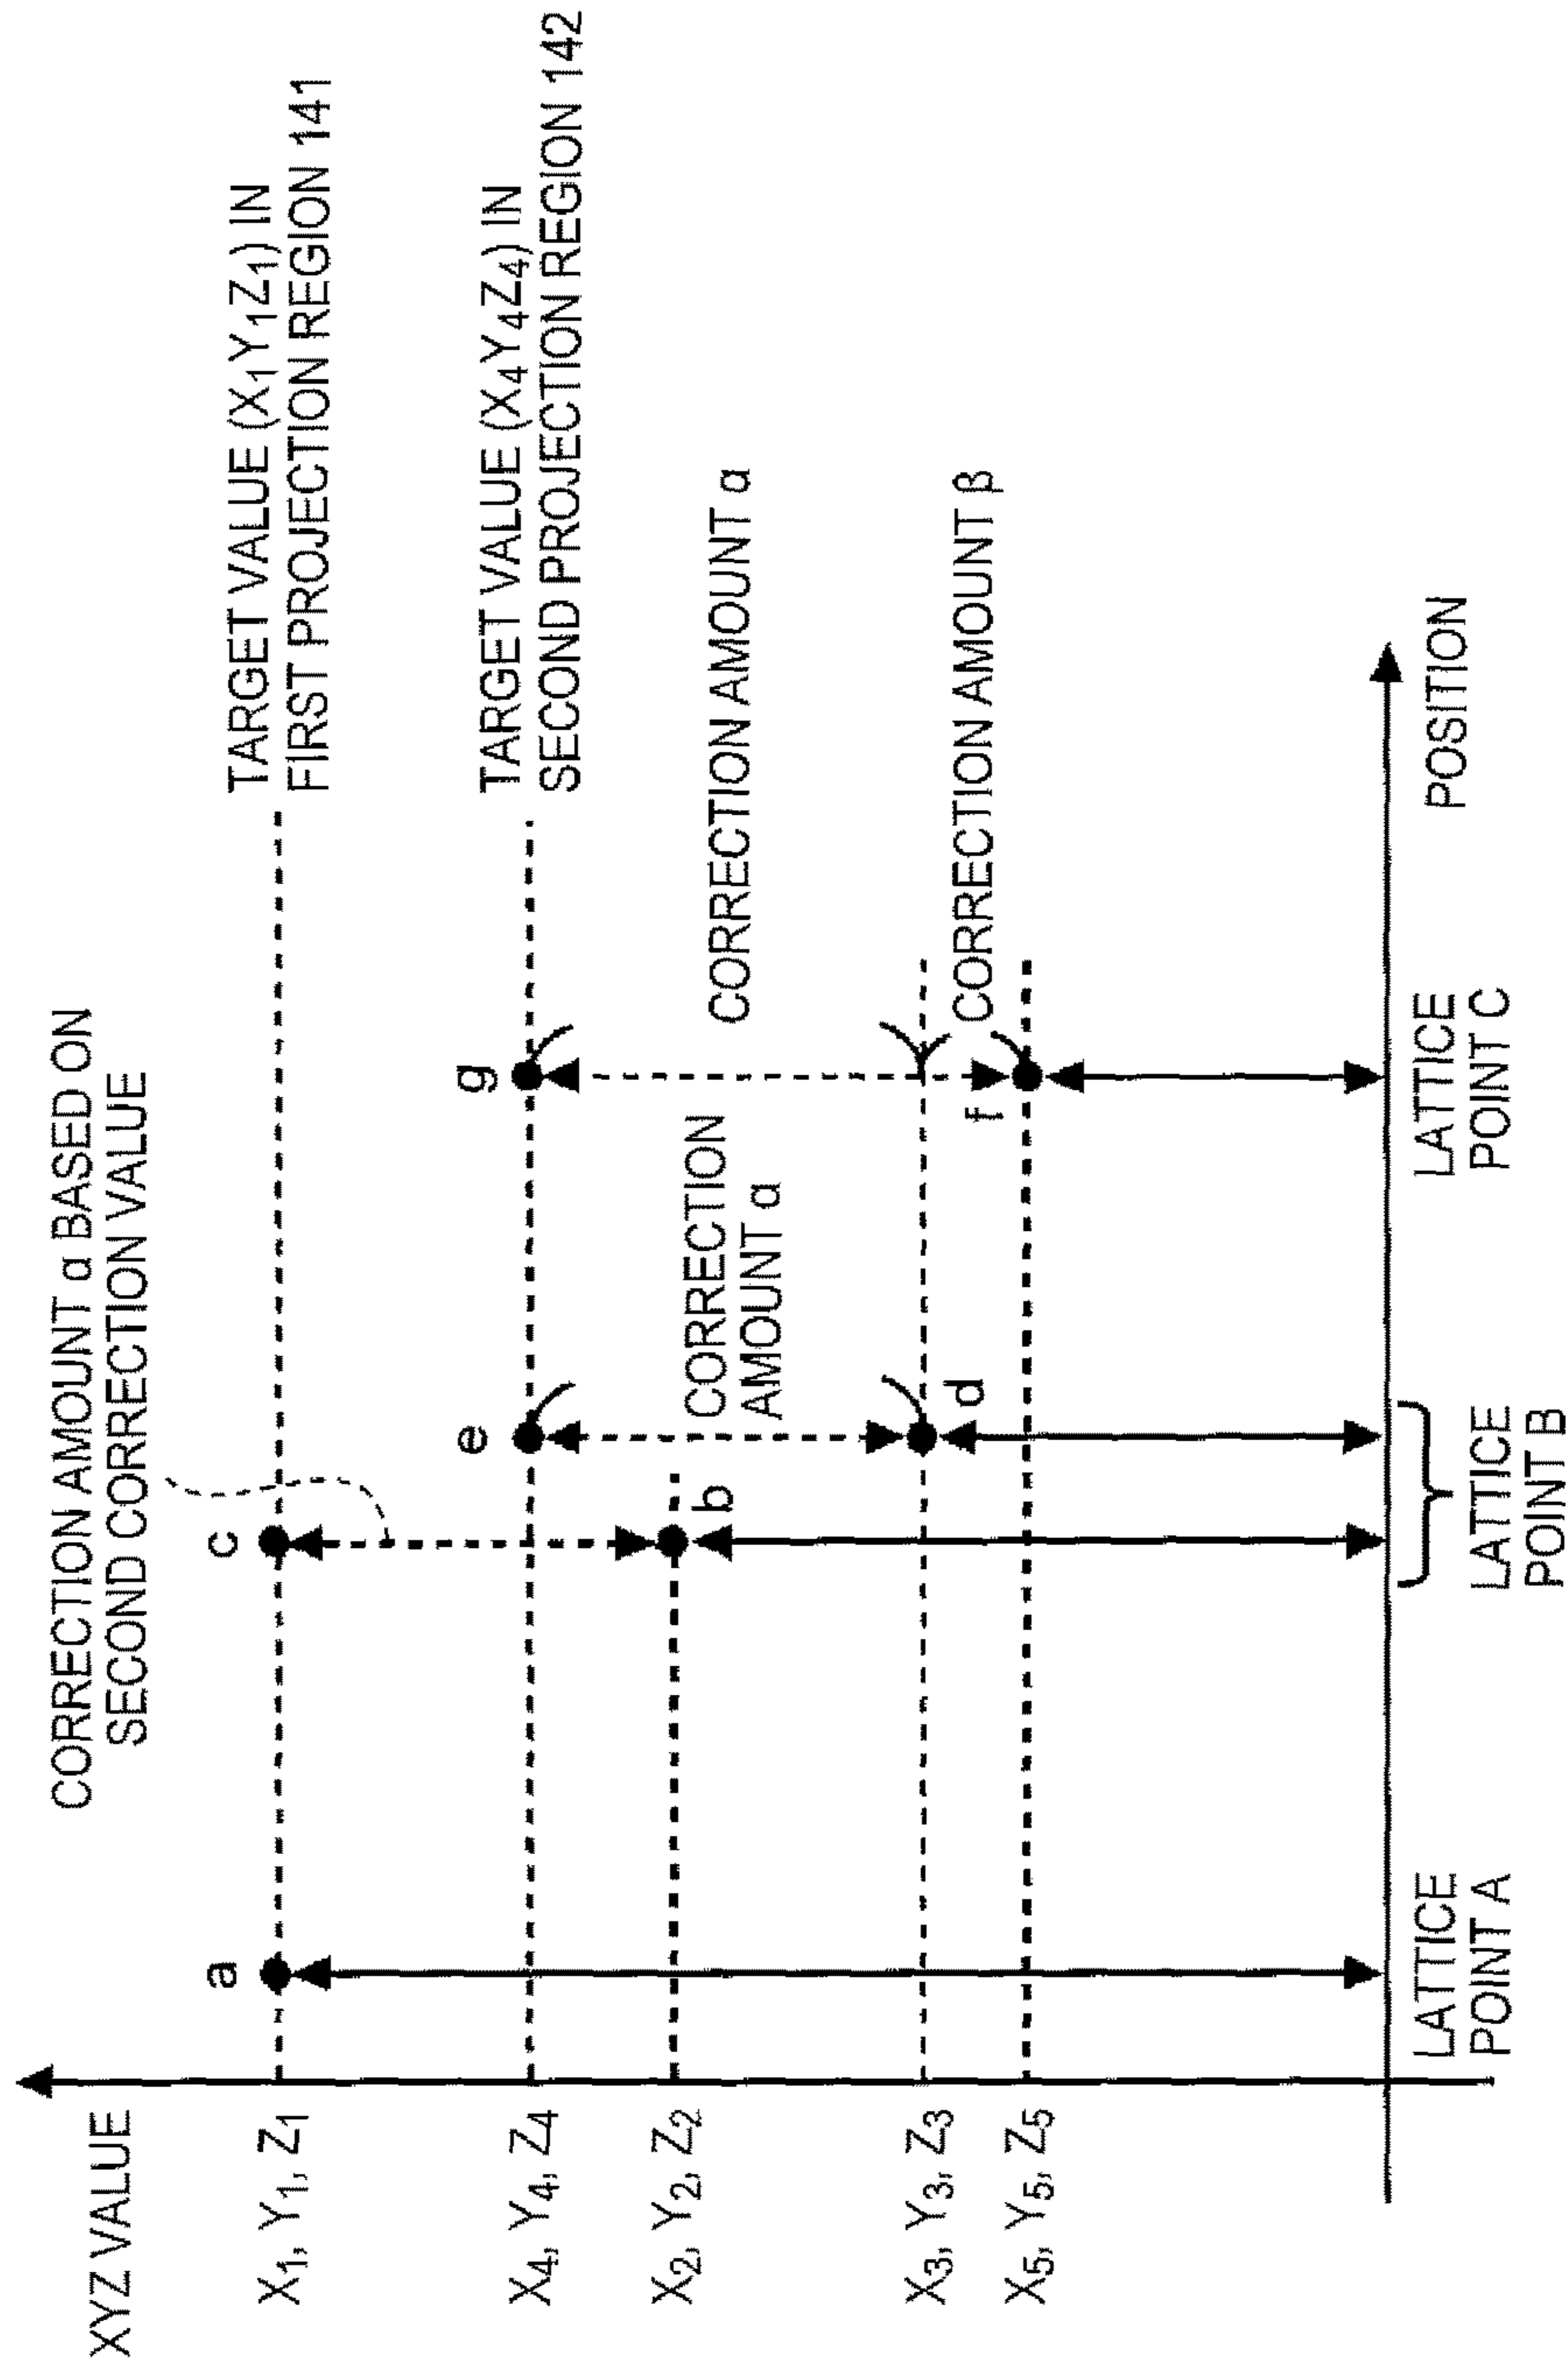 XYZ VALUE
CORRECTION AMOUNT α BASED ON
SECOND CORRECTION VALUE
X1, Y1, Z1
a
c
TARGET VALUE (X1Y1Z1) IN
FIRST PROJECTION REGION 141
X4, Y4, Z4
e
g
TARGET VALUE (X4Y4Z4) IN
SECOND PROJECTION REGION 142
X2, Y2, Z2
b
CORRECTION
AMOUNT α
CORRECTION AMOUNT α
X3, Y3, Z3
d
f
CORRECTION AMOUNT β
X5, Y5, Z5
LATTICE
POINT A
LATTICE
POINT B
LATTICE
POINT C
POSITION